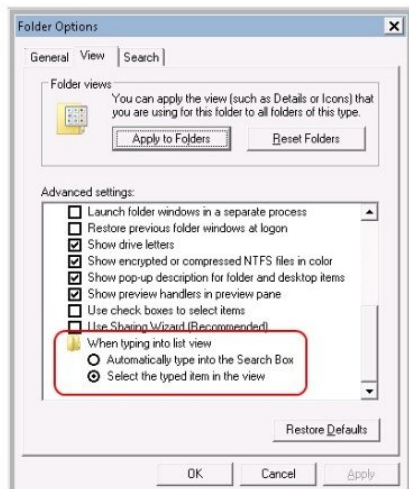 Folder Options
General View Search
Folder views
You can apply the view (such as Details or Icons) that
you are using for this folder to all folders of this type.
Apply to Folders Reset Folders
Advanced settings:
Launch folder windows in a separate process
Restore previous folder windows at logon
Show drive letters
Show encrypted or compressed NTFS files in color
Show pop-up description for folder and desktop items
Show preview handlers in preview pane
Use check boxes to select items
Use Sharing Wizard (Recommended)
When typing into list view
Automatically type into the Search Box
Select the typed item in the view
Restore Defaults
OK Cancel Apply